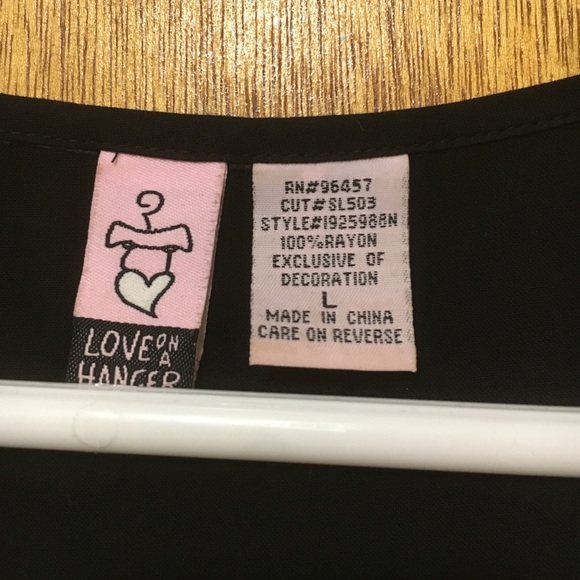 LOVE ON A
HANGER
RN#96457
CUT#SL503
STYLE#1925988N
100%RAYON
EXCLUSIVE OF
DECORATION
L
MADE IN CHINA
CARE ON REVERSE